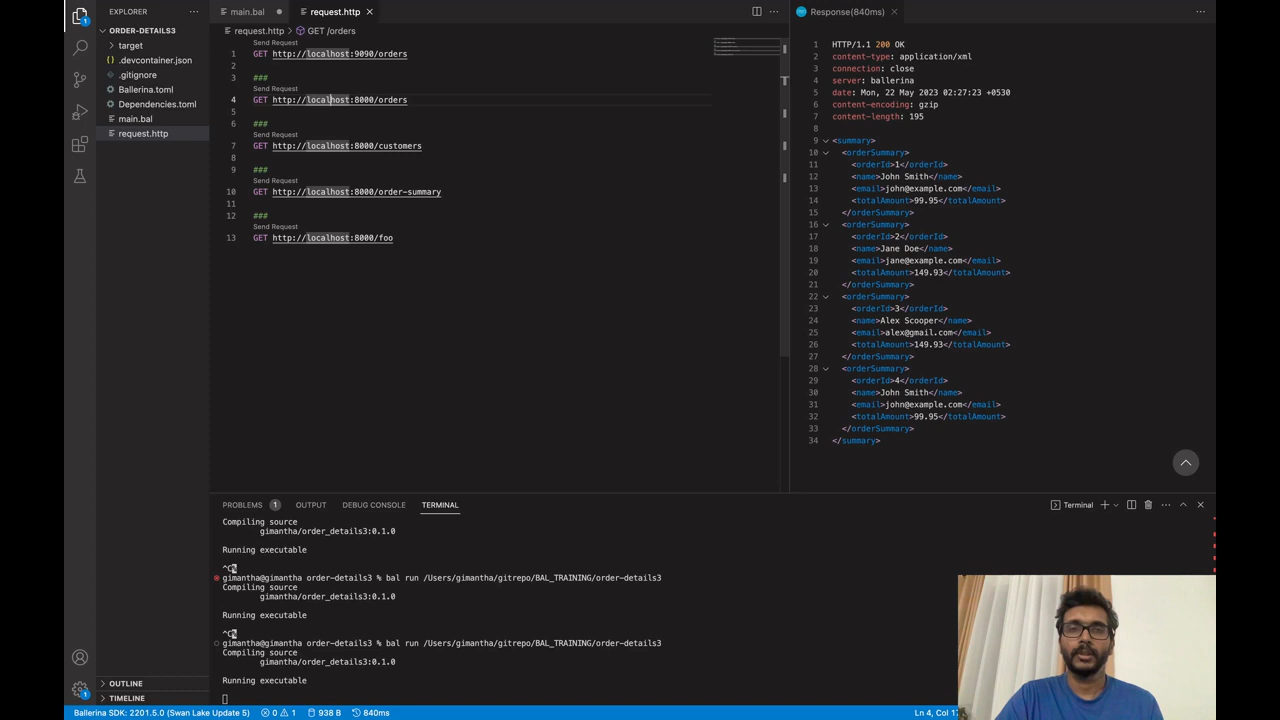 EXPLORER
ORDER-DETAILS3
target
.devcontainer.json
.gitignore
Ballerina.toml
Dependencies.toml
main.bal
request.http
OUTLINE
TIMELINE
main.bal
request.http
request.http > GET /orders
Send Request
1 GET http://localhost:9090/orders
2
3 ###
Send Request
4 GET http://localhost:8000/orders
5
6 ###
Send Request
7 GET http://localhost:8000/customers
8
9 ###
Send Request
10 GET http://localhost:8000/order-summary
11
12 ###
Send Request
13 GET http://localhost:8000/foo
Response(840ms)
1 HTTP/1.1 200 OK
2 content-type: application/xml
3 connection: close
4 server: ballerina
5 date: Mon, 22 May 2023 02:27:23 +0530
6 content-encoding: gzip
7 content-length: 195
8
9 <summary>
10 <orderSummary>
11 <orderId>1</orderId>
12 <name>John Smith</name>
13 <email>john@example.com</email>
14 <totalAmount>99.95</totalAmount>
15 </orderSummary>
16 <orderSummary>
17 <orderId>2</orderId>
18 <name>Jane Doe</name>
19 <email>jane@example.com</email>
20 <totalAmount>149.93</totalAmount>
21 </orderSummary>
22 <orderSummary>
23 <orderId>3</orderId>
24 <name>Alex Scooper</name>
25 <email>alex@gmail.com</email>
26 <totalAmount>149.93</totalAmount>
27 </orderSummary>
28 <orderSummary>
29 <orderId>4</orderId>
30 <name>John Smith</name>
31 <email>john@example.com</email>
32 <totalAmount>99.95</totalAmount>
33 </orderSummary>
34 </summary>
PROBLEMS 1 OUTPUT DEBUG CONSOLE TERMINAL
Terminal
Compiling source
gimantha/order_details3:0.1.0
Running executable
^C%
gimantha@gimantha order-details3 % bal run /Users/gimantha/gitrepo/BAL_TRAINING/order-details3
Compiling source
gimantha/order_details3:0.1.0
Running executable
^C%
gimantha@gimantha order-details3 % bal run /Users/gimantha/gitrepo/BAL_TRAINING/order-details3
Compiling source
gimantha/order_details3:0.1.0
Running executable
Ballerina SDK: 2201.5.0 (Swan Lake Update 5) 0 1 938 B 840ms
Ln 4, Col 17